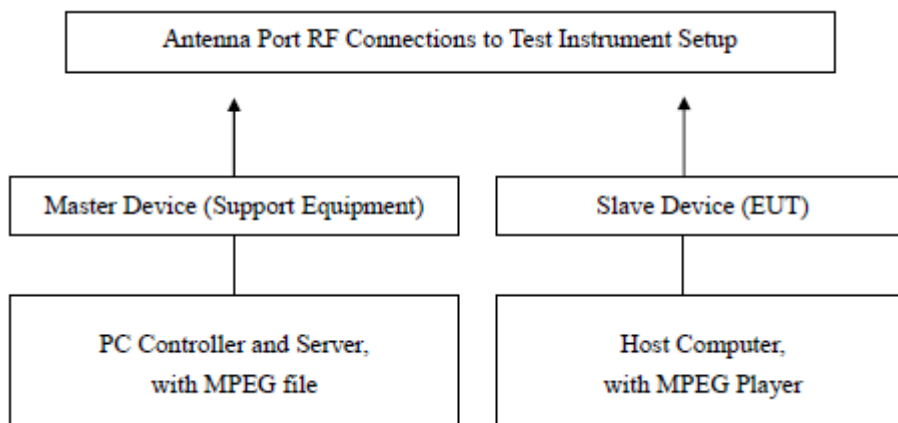 Antenna Port RF Connections to Test Instrument Setup
Master Device (Support Equipment)
Slave Device (EUT)
PC Controller and Server,
with MPEG file
Host Computer,
with MPEG Player